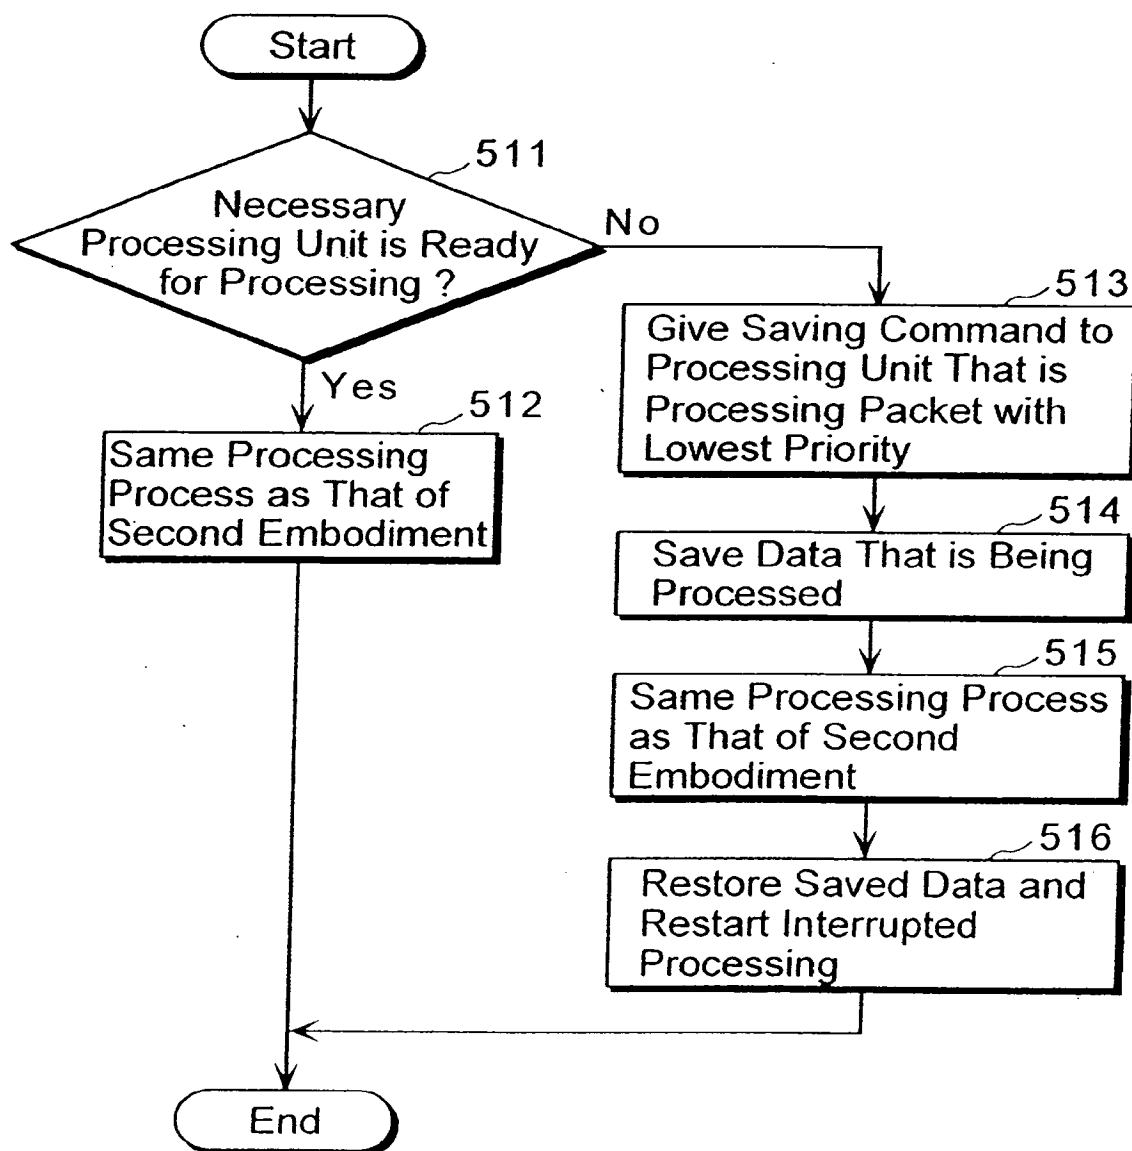 Start
511
Necessary
Processing Unit is Ready
for Processing ?
No
Yes
512
Same Processing
Process as That of
Second Embodiment
513
Give Saving Command to
Processing Unit That is
Processing Packet with
Lowest Priority
514
Save Data That is Being
Processed
515
Same Processing Process
as That of Second
Embodiment
516
Restore Saved Data and
Restart Interrupted
Processing
End